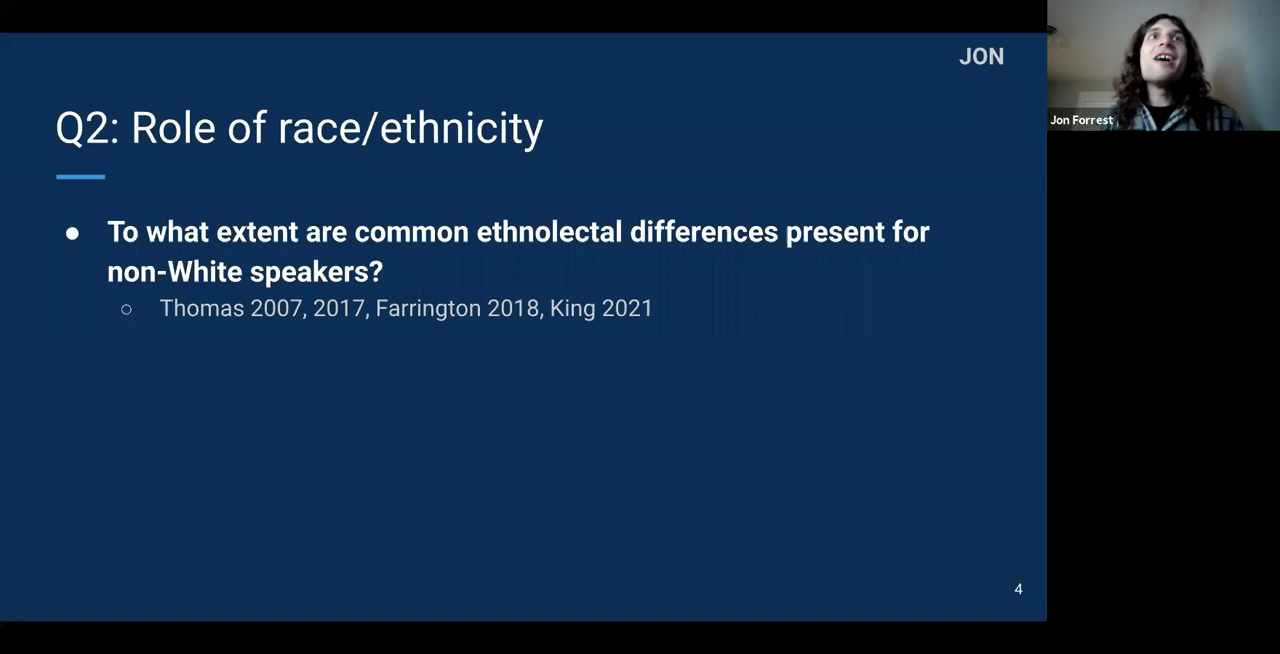 JON
Q2: Role of race/ethnicity
● To what extent are common ethnolectal differences present for
non-White speakers?
○ Thomas 2007, 2017, Farrington 2018, King 2021
4
Jon Forrest